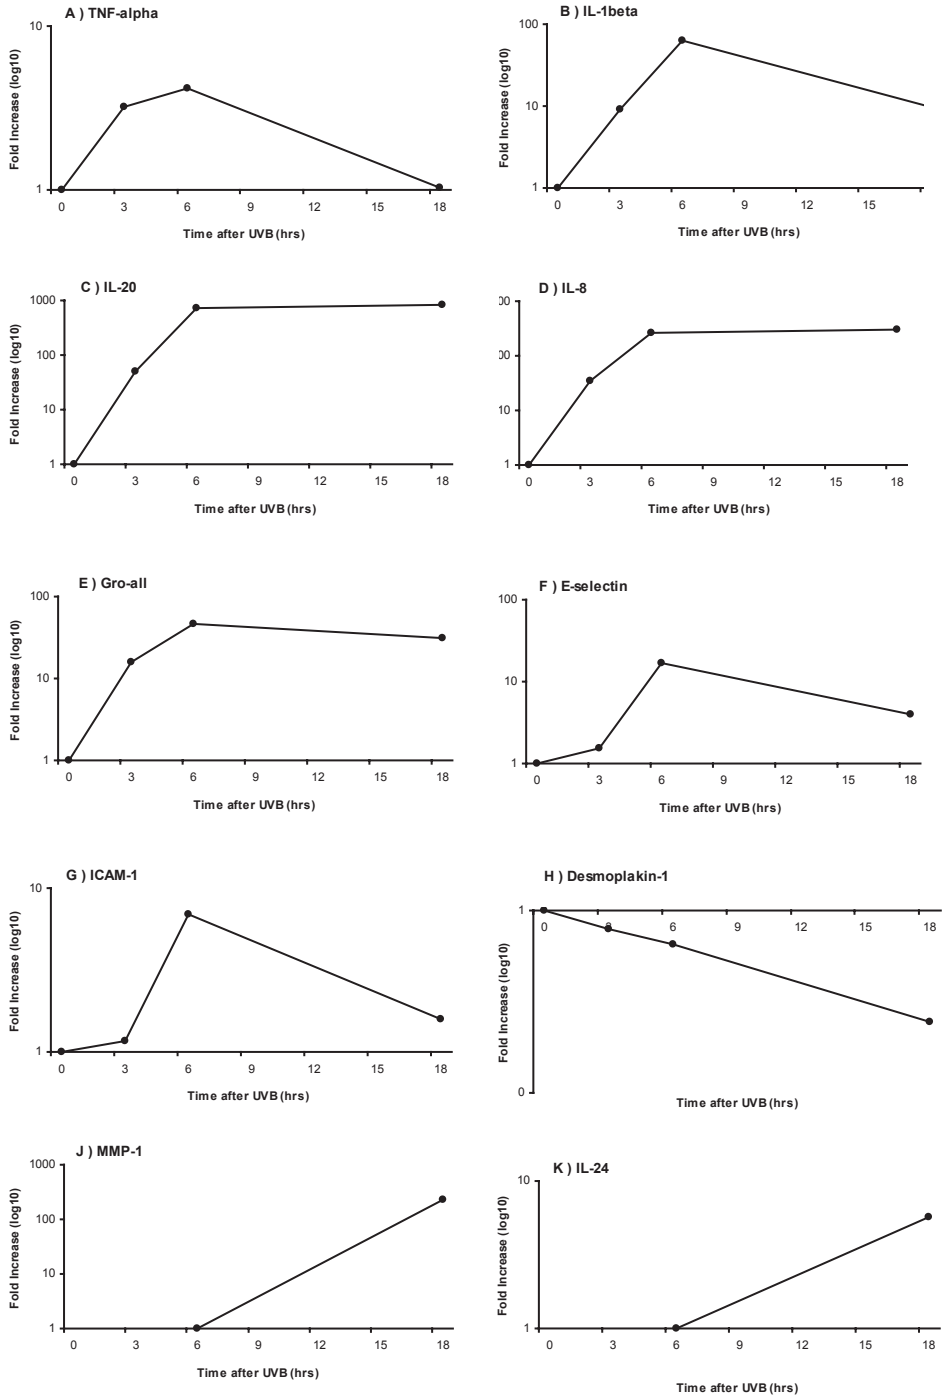 A ) TNF-alpha
10
1
Fold Increase (log10)
0 3 6 9 12 15 18
Time after UVB (hrs)
B ) IL-1beta
100
10
1
Fold Increase (log10)
0 3 6 9 12 15
Time after UVB (hrs)
C ) IL-20
1000
100
10
1
Fold Increase (log10)
0 3 6 9 12 15 18
Time after UVB (hrs)
D ) IL-8
00
00
10
1
0 3 6 9 12 15 18
Time after UVB (hrs)
E ) Gro-all
100
10
1
Fold Increase (log10)
0 3 6 9 12 15 18
Time after UVB (hrs)
F ) E-selectin
100
10
1
0 3 6 9 12 15 18
Time after UVB (hrs)
G ) ICAM-1
10
1
Fold Increase (log10)
0 3 6 9 12 15 18
Time after UVB (hrs)
H ) Desmoplakin-1
1
0
Fold Increase (log10)
0 3 6 9 12 15 18
Time after UVB (hrs)
J ) MMP-1
1000
100
10
1
Fold Increase (log10)
0 3 6 9 12 15 18
Time after UVB (hrs)
K ) IL-24
10
1
Fold Increase (log10)
0 3 6 9 12 15 18
Time after UVB (hrs)